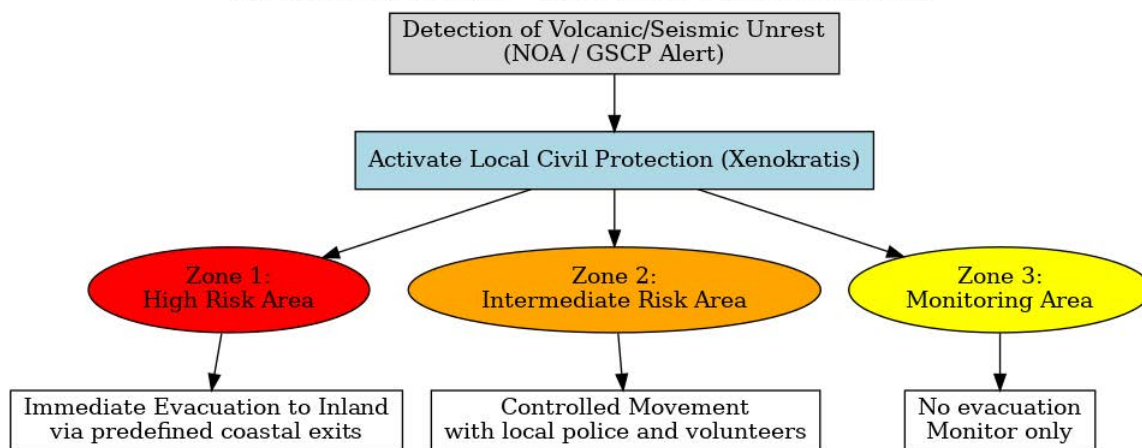 Detection of Volcanic/Seismic Unrest
(NOA / GSCP Alert)
Activate Local Civil Protection (Xenokratis)
Zone 1:
High Risk Area
Zone 2:
Intermediate Risk Area
Zone 3:
Monitoring Area
Immediate Evacuation to Inland
via predefined coastal exits
Controlled Movement
with local police and volunteers
No evacuation
Monitor only